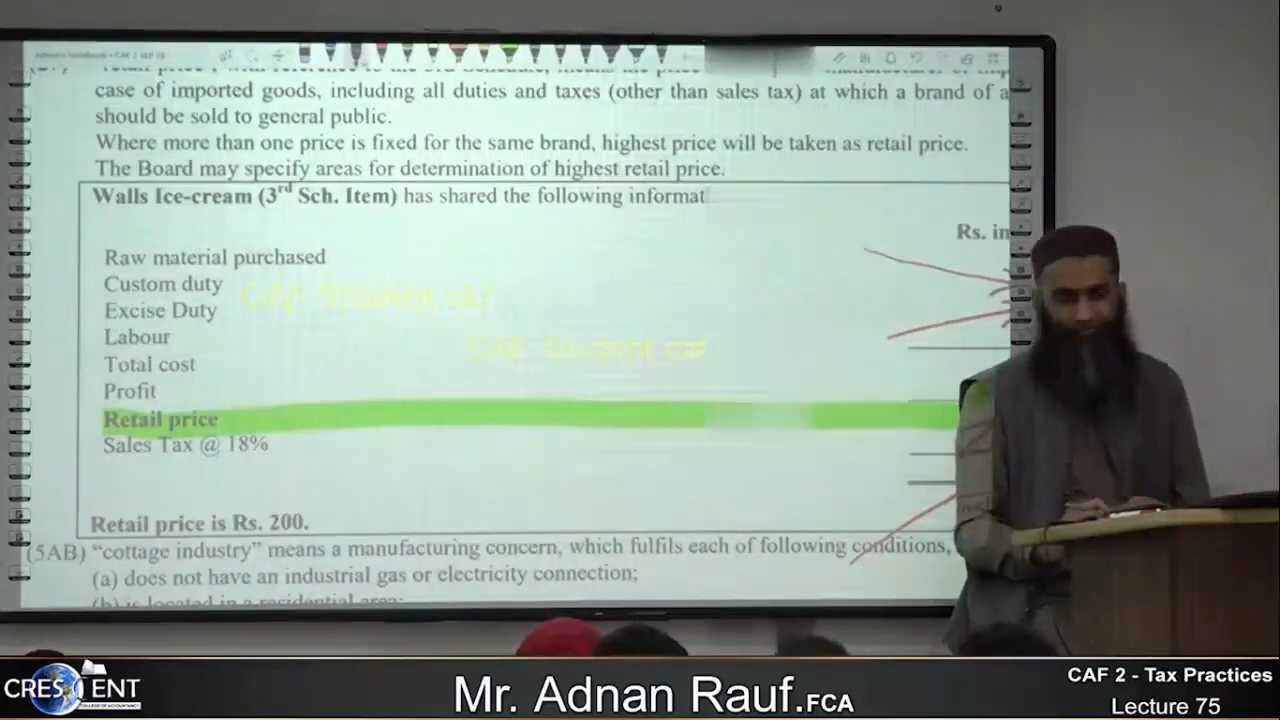 case of imported goods, including all duties and taxes (other than sales tax) at which a brand of a
should be sold to general public.
Where more than one price is fixed for the same brand, highest price will be taken as retail price.
The Board may specify areas for determination of highest retail price.
Walls Ice-cream (3rd Sch. Item) has shared the following informat
Rs. in
Raw material purchased
Custom duty
CAF Student caf
Excise Duty
Labour
CAF Student caf
Total cost
Profit
Retail price
Sales Tax @ 18%
Retail price is Rs. 200.
(5AB) “cottage industry” means a manufacturing concern, which fulfils each of following conditions,
(a) does not have an industrial gas or electricity connection;
(b) is located in a residential area;
CRESCENT
COLLEGE OF ACCOUNTANCY
Mr. Adnan Rauf.FCA
CAF 2 - Tax Practices
Lecture 75